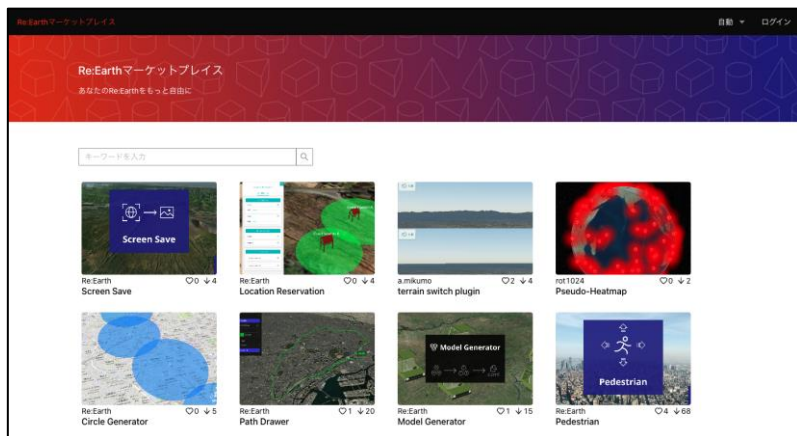 Re:Earthマーケットプレイス
自動 ログイン
Re:Earthマーケットプレイス
あなたのRe:Earthをもっと自由に
キーワードを入力
Screen Save
Re:Earth ♡0 ↓4
Screen Save
Re:Earth ♡0 ↓4
Location Reservation
a.mikumo ♡2 ↓4
terrain switch plugin
rot1024 ♡0 ↓2
Pseudo-Heatmap
Model Generator
Pedestrian
Re:Earth ♡0 ↓5
Circle Generator
Re:Earth ♡1 ↓20
Path Drawer
Re:Earth ♡1 ↓15
Model Generator
Re:Earth ♡4 ↓68
Pedestrian